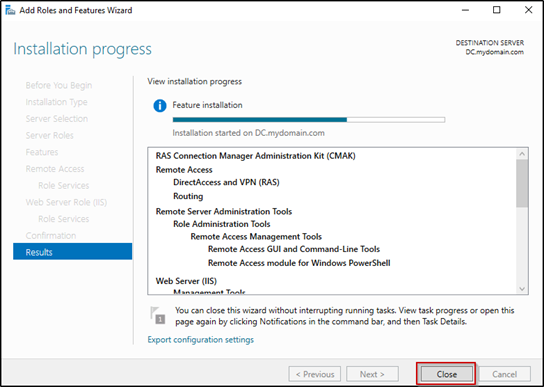 Add Roles and Features Wizard
Installation progress
DESTINATION SERVER
DC.mydomain.com
Before You Begin
Installation Type
Server Selection
Server Roles
Features
Remote Access
Role Services
Web Server Role (IIS)
Role Services
Confirmation
Results
View installation progress
Feature installation
Installation started on DC.mydomain.com
RAS Connection Manager Administration Kit (CMAK)
Remote Access
DirectAccess and VPN (RAS)
Routing
Remote Server Administration Tools
Role Administration Tools
Remote Access Management Tools
Remote Access GUI and Command-Line Tools
Remote Access module for Windows PowerShell
Web Server (IIS)
Management Tools
1
You can close this wizard without interrupting running tasks. View task progress or open this
page again by clicking Notifications in the command bar, and then Task Details.
Export configuration settings
< Previous
Next >
Close
Cancel